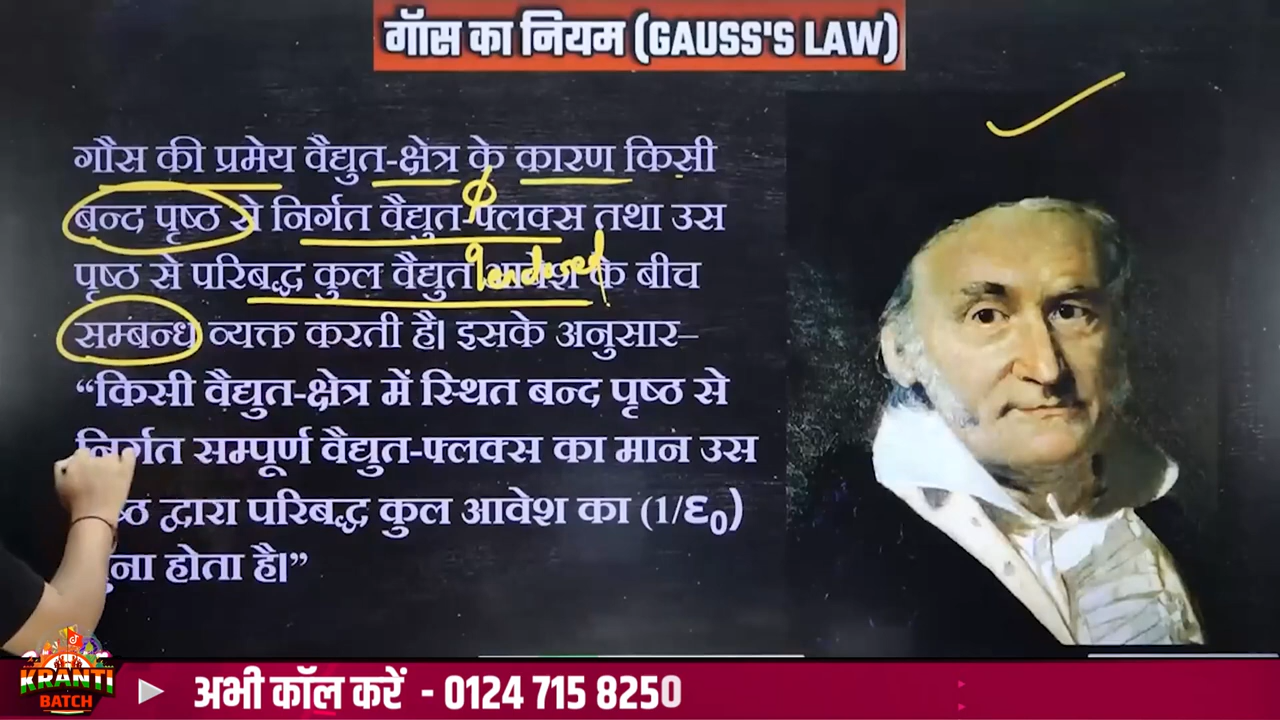 गॉस का नियम (GAUSS'S LAW)
गौस की प्रमेय वैद्युत-क्षेत्र के कारण किसी
बन्द पृष्ठ से निर्गत वैद्युत-फ्लक्स तथा उस
ϕ
पृष्ठ से परिबद्ध कुल वैद्युत आवेश के बीच
सम्बन्ध व्यक्त करती है। इसके अनुसार–
“किसी वैद्युत-क्षेत्र में स्थित बन्द पृष्ठ से
निर्गत सम्पूर्ण वैद्युत-फ्लक्स का मान उस
ष्ठ द्वारा परिबद्ध कुल आवेश का (1/ε₀)
ुना होता है।”
KRANTI
BATCH
अभी कॉल करें - 0124 715 8250